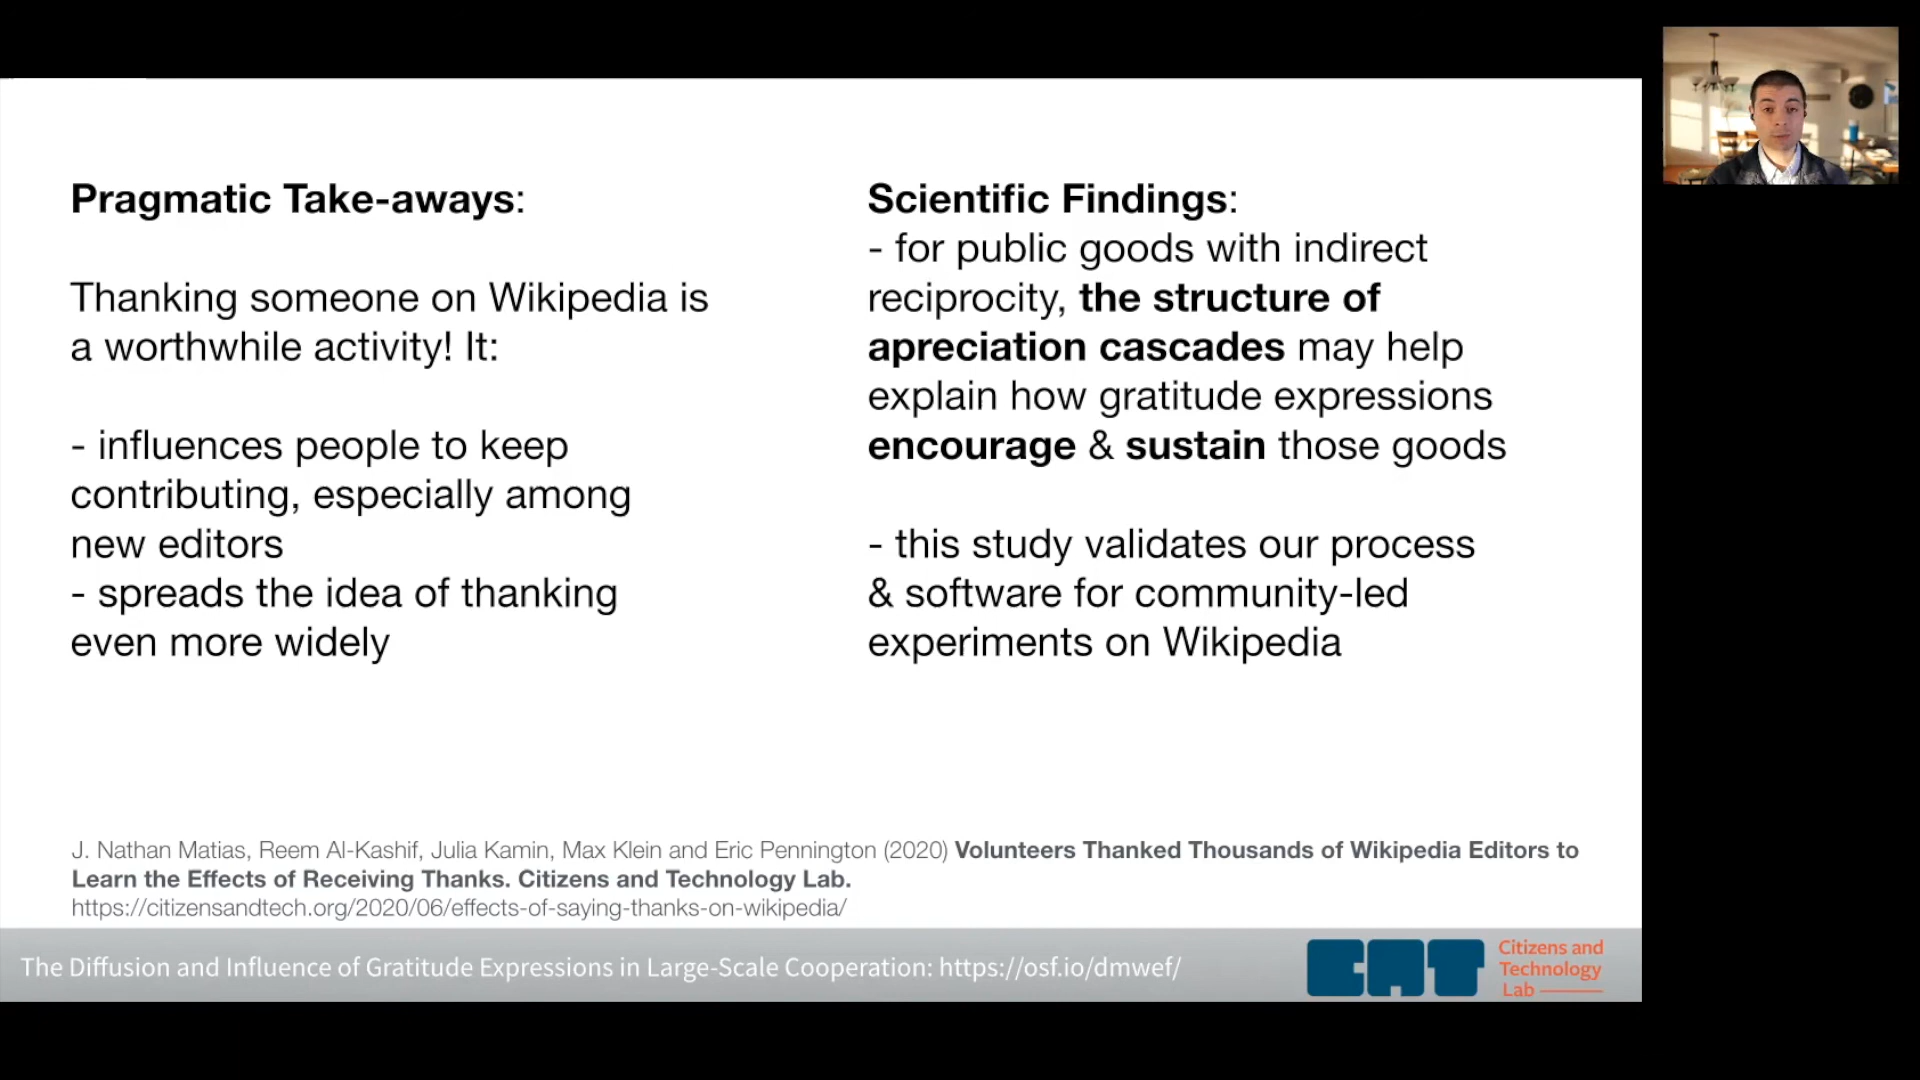 Pragmatic Take-aways:
Thanking someone on Wikipedia is
a worthwhile activity! It:
- influences people to keep
contributing, especially among
new editors
- spreads the idea of thanking
even more widely
Scientific Findings:
- for public goods with indirect
reciprocity, the structure of
apreciation cascades may help
explain how gratitude expressions
encourage & sustain those goods
- this study validates our process
& software for community-led
experiments on Wikipedia
J. Nathan Matias, Reem Al-Kashif, Julia Kamin, Max Klein and Eric Pennington (2020) Volunteers Thanked Thousands of Wikipedia Editors to
Learn the Effects of Receiving Thanks. Citizens and Technology Lab.
https://citizensandtech.org/2020/06/effects-of-saying-thanks-on-wikipedia/
The Diffusion and Influence of Gratitude Expressions in Large-Scale Cooperation: https://osf.io/dmwef/
CAT
Citizens and
Technology
Lab